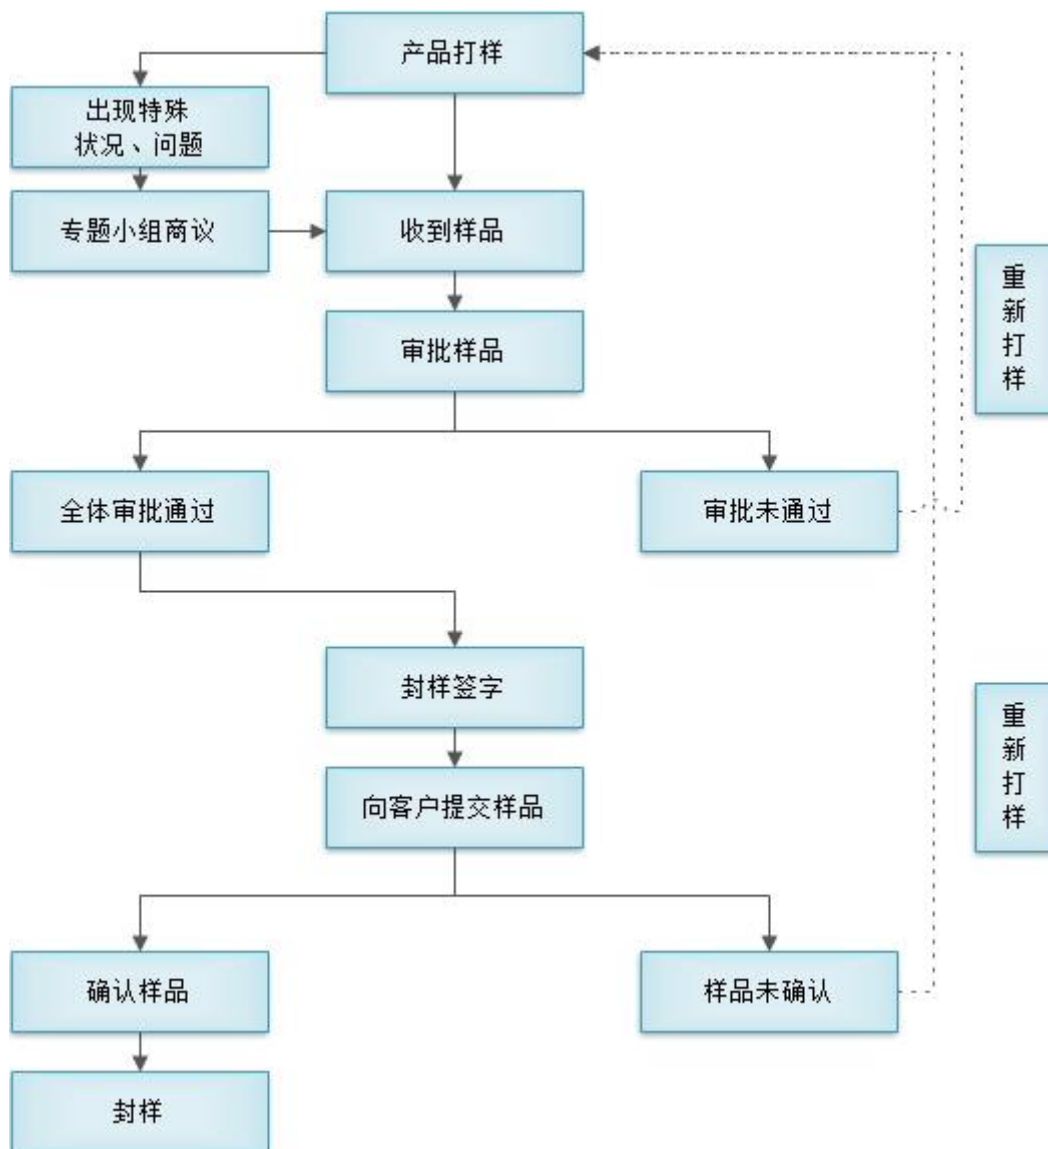 产品打样
出现特殊
状况、问题
专题小组商议
收到样品
重
新
打
样
审批样品
全体审批通过
审批未通过
封样签字
重
新
打
样
向客户提交样品
确认样品
样品未确认
封样